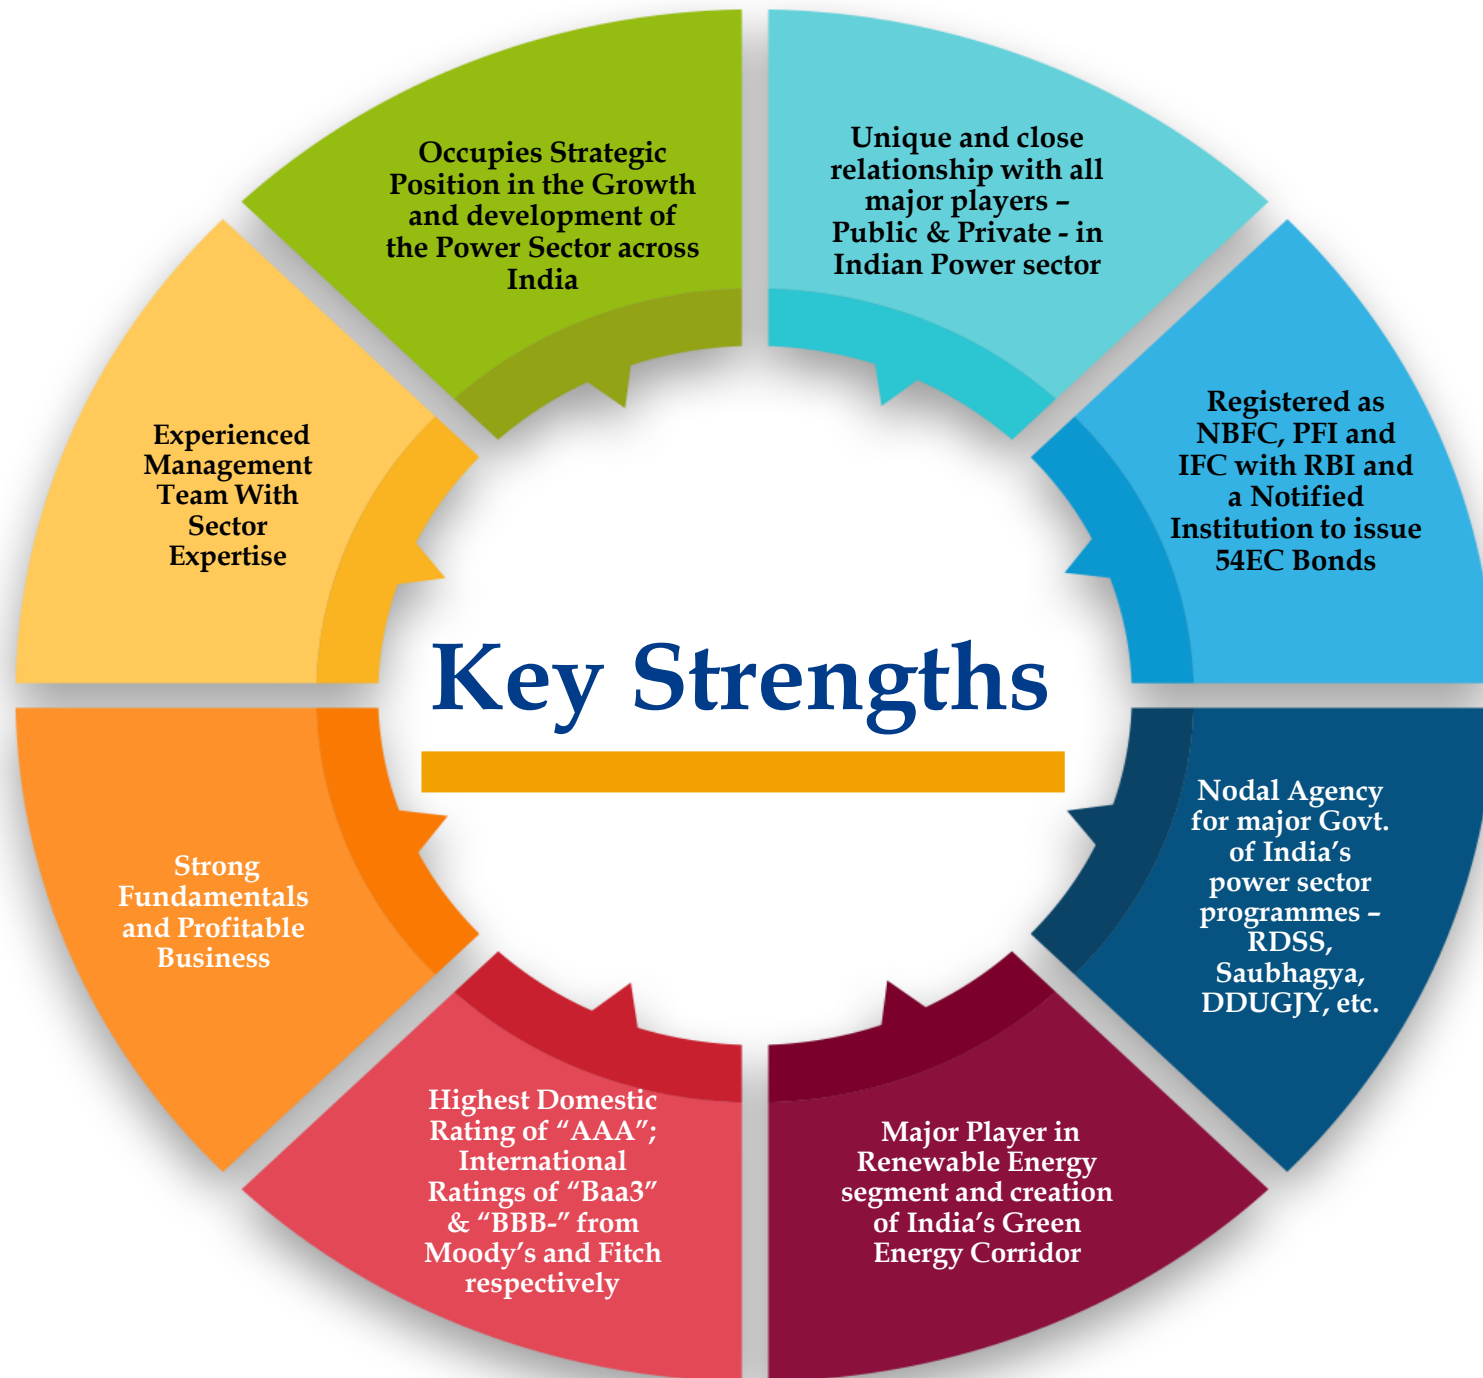 Occupies Strategic
Position in the Growth
and development of
the Power Sector across
India
Unique and close
relationship with all
major players –
Public & Private - in
Indian Power sector
Registered as
NBFC, PFI and
IFC with RBI and
a Notified
Institution to issue
54EC Bonds
Nodal Agency
for major Govt.
of India’s
power sector
programmes –
RDSS,
Saubhagya,
DDUGJY, etc.
Major Player in
Renewable Energy
segment and creation
of India’s Green
Energy Corridor
Highest Domestic
Rating of “AAA”;
International
Ratings of “Baa3”
& “BBB-” from
Moody’s and Fitch
respectively
Strong
Fundamentals
and Profitable
Business
Experienced
Management
Team With
Sector
Expertise
Key Strengths